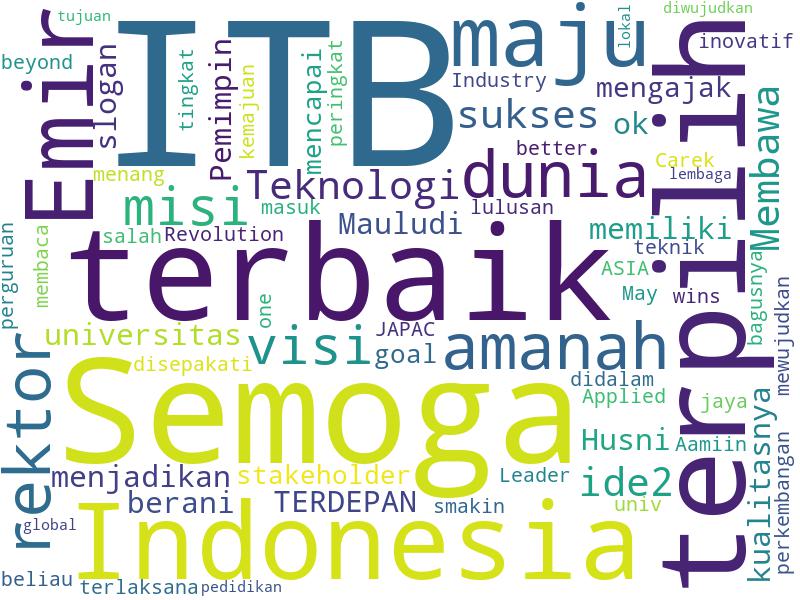 tujuan
diwujudkan
ITB
maju
lokal
inovatif
Emir
beyond
slogan
tingkat
Pemimpin
kemajuan
mencapai
peringkat
Industry
mengajak
terpilih
sukses
ok
Membawa
better
menang
Teknologi
dunia
Carek
lembaga
misi
masuk
lulusan
Mauludi
memiliki
teknik
salah
Revolution
perguruan
membaca
terbaik
ASIA
bagusnya
May
wins
mewujudkan
one
universitas
visi
JAPAC
goal
amanah
disepakati
rektor
Semoga
didalam
Applied
jaya
kualitasnya
Husni
Aamiin
perkembangan
menjadikan
stakeholder
Leader
ide2
berani
TERDEPAN
smakin
univ
global
Indonesia
beliau
terlaksana
pedidikan